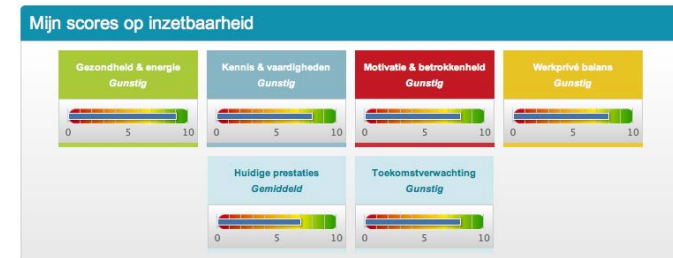 Mijn scores op inzetbaarheid
Gezondheid & energie
Gunstig
0 5 10
Kennis & vaardigheden
Gunstig
0 5 10
Motivatie & betrokkenheid
Gunstig
0 5 10
Werkprivé balans
Gunstig
0 5 10
Huidige prestaties
Gemiddeld
0 5 10
Toekomstverwachting
Gunstig
0 5 10